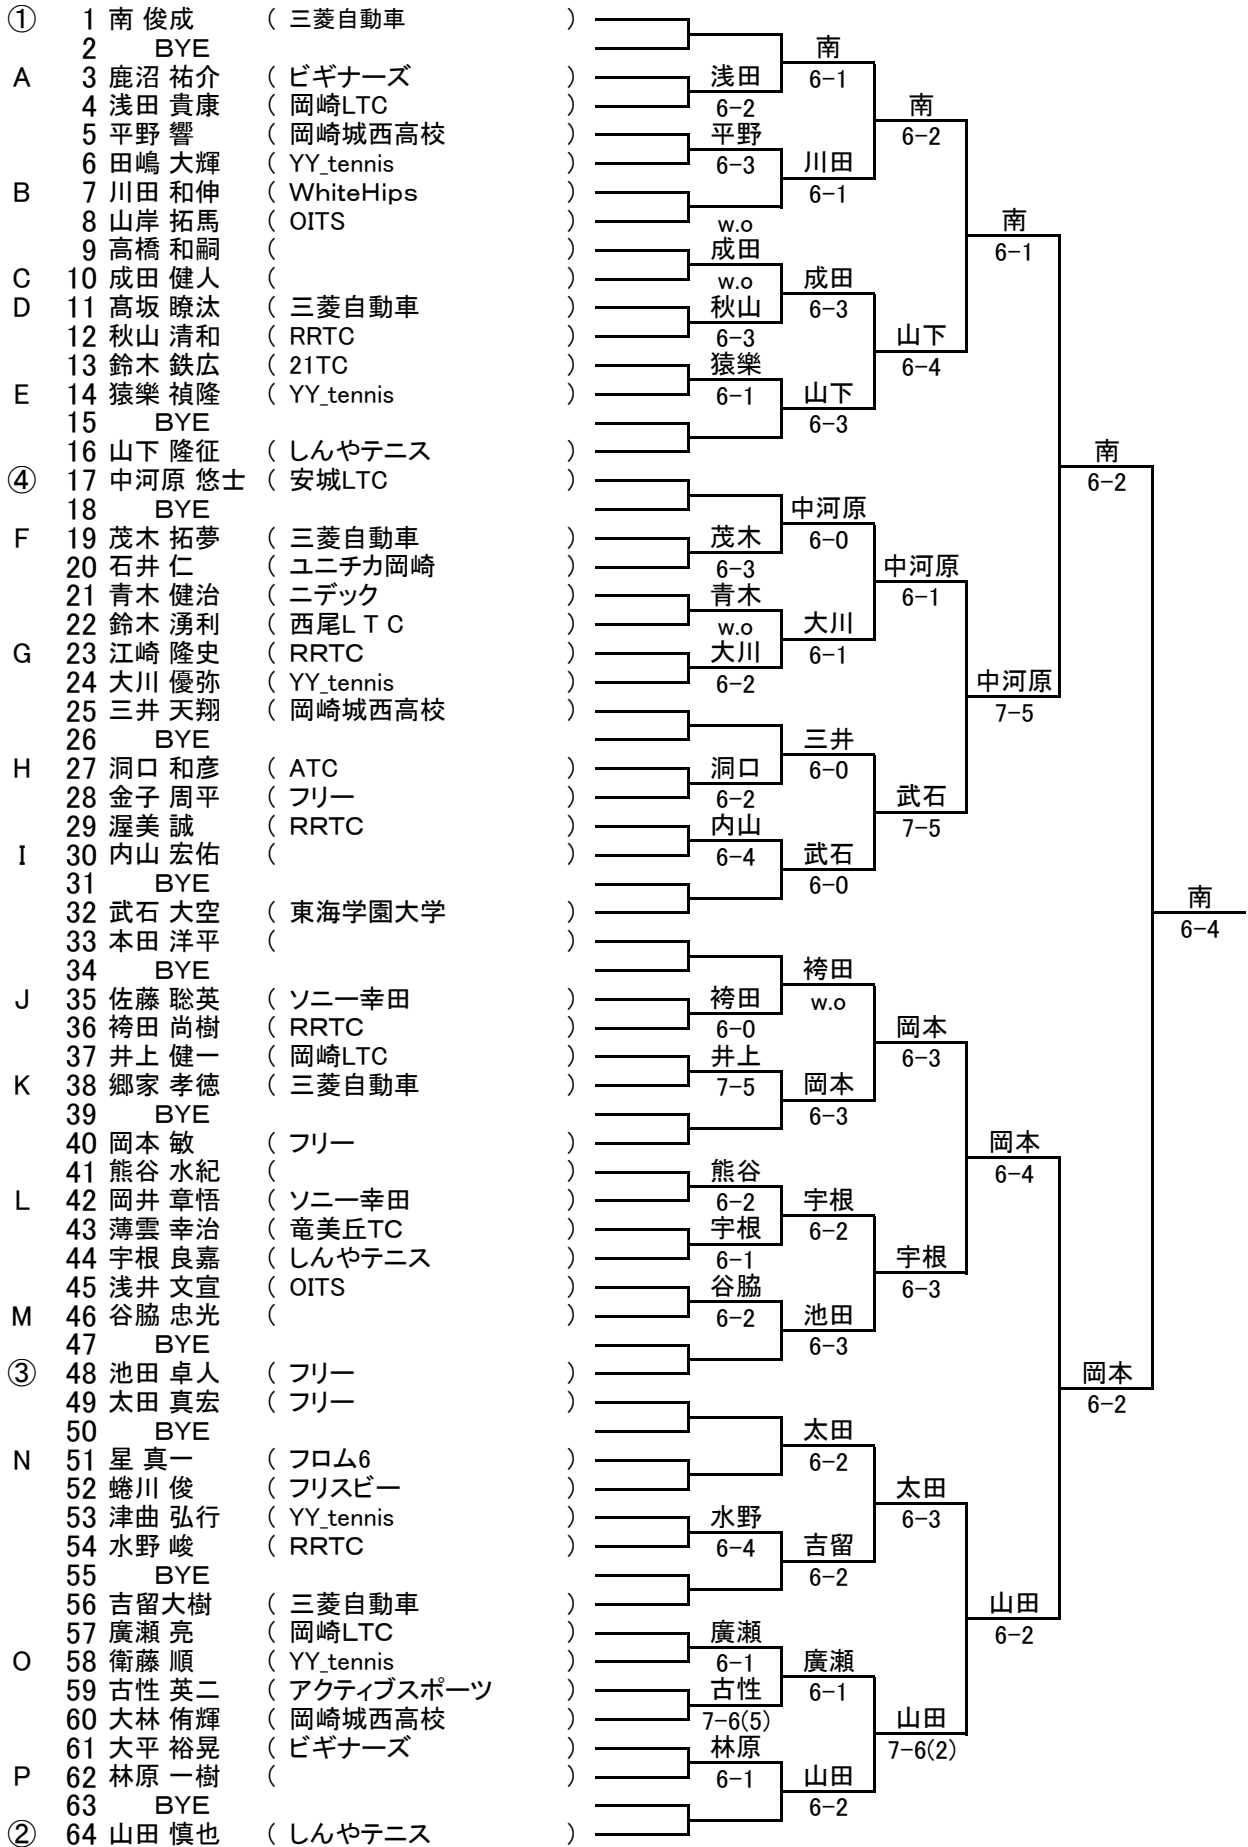 ① 1 南 俊成 ( 三菱自動車 )
2 BYE
南
A 3 鹿沼 祐介 ( ビギナーズ ) 浅田 6-1
4 浅田 貴康 ( 岡崎LTC ) 6-2 南
5 平野 響 ( 岡崎城西高校 ) 平野 6-2
6 田嶋 大輝 ( YY_tennis ) 6-3 川田
B 7 川田 和伸 ( WhiteHips ) 6-1
8 山岸 拓馬 ( OITS ) w.o 南
9 高橋 和嗣 ( ) 成田 6-1
C 10 成田 健人 ( ) w.o 成田
D 11 髙坂 暸汰 ( 三菱自動車 ) 秋山 6-3
12 秋山 清和 ( RRTC ) 6-3 山下
13 鈴木 鉄広 ( 21TC ) 猿樂 6-4
E 14 猿樂 禎隆 ( YY_tennis ) 6-1 山下
15 BYE 6-3
16 山下 隆征 ( しんやテニス ) 南
④ 17 中河原 悠士 ( 安城LTC ) 6-2
18 BYE 中河原
F 19 茂木 拓夢 ( 三菱自動車 ) 茂木 6-0
20 石井 仁 ( ユニチカ岡崎 ) 6-3 中河原
21 青木 健治 ( ニデック ) 青木 6-1
22 鈴木 湧利 ( 西尾LTC ) w.o 大川
G 23 江崎 隆史 ( RRTC ) 大川 6-1
24 大川 優弥 ( YY_tennis ) 6-2 中河原
25 三井 天翔 ( 岡崎城西高校 ) 7-5
26 BYE 三井
H 27 洞口 和彦 ( ATC ) 洞口 6-0
28 金子 周平 ( フリー ) 6-2 武石
29 渥美 誠 ( RRTC ) 内山 7-5
I 30 内山 宏佑 ( ) 6-4 武石
31 BYE 6-0
32 武石 大空 ( 東海学園大学 ) 南
33 本田 洋平 ( ) 6-4
34 BYE 袴田
J 35 佐藤 聡英 ( ソニー幸田 ) 袴田 w.o
36 袴田 尚樹 ( RRTC ) 6-0 岡本
37 井上 健一 ( 岡崎LTC ) 井上 6-3
K 38 郷家 孝徳 ( 三菱自動車 ) 7-5 岡本
39 BYE 6-3
40 岡本 敏 ( フリー ) 岡本
41 熊谷 水紀 ( ) 熊谷 6-4
L 42 岡井 章悟 ( ソニー幸田 ) 6-2 宇根
43 薄雲 幸治 ( 竜美丘TC ) 宇根 6-2
44 宇根 良嘉 ( しんやテニス ) 6-1 宇根
45 浅井 文宣 ( OITS ) 谷脇 6-3
M 46 谷脇 忠光 ( ) 6-2 池田
47 BYE 6-3
③ 48 池田 卓人 ( フリー ) 岡本
49 太田 真宏 ( フリー ) 6-2
50 BYE 太田
N 51 星 真一 ( フロム6 ) 6-2
52 蜷川 俊 ( フリスビー ) 太田
53 津曲 弘行 ( YY_tennis ) 水野 6-3
54 水野 峻 ( RRTC ) 6-4 吉留
55 BYE 6-2
56 吉留大樹 ( 三菱自動車 ) 山田
57 廣瀬 亮 ( 岡崎LTC ) 廣瀬 6-2
O 58 衛藤 順 ( YY_tennis ) 6-1 廣瀬
59 古性 英二 ( アクティブスポーツ ) 古性 6-1
60 大林 侑輝 ( 岡崎城西高校 ) 7-6(5) 山田
61 大平 裕晃 ( ビギナーズ ) 林原 7-6(2)
P 62 林原 一樹 ( ) 6-1 山田
63 BYE 6-2
② 64 山田 慎也 ( しんやテニス )